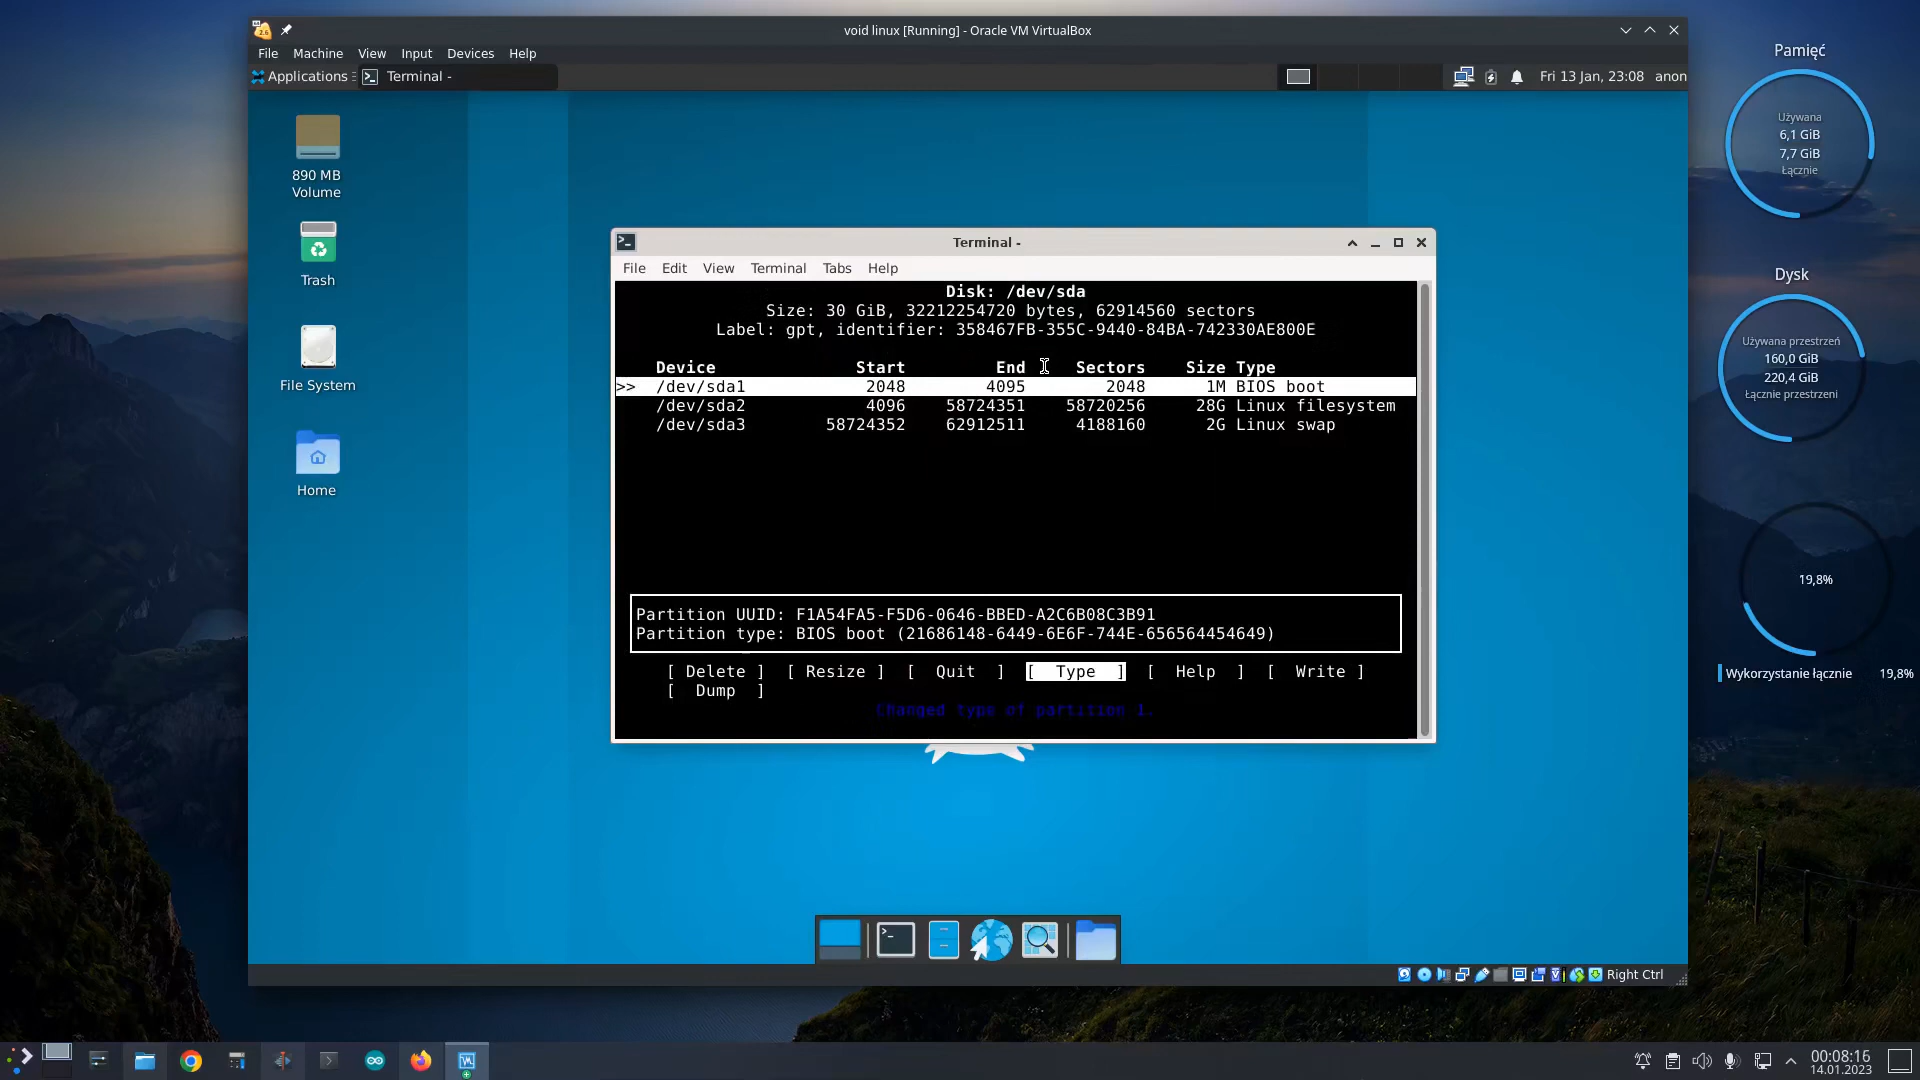 void linux [Running] - Oracle VM VirtualBox
File Machine View Input Devices Help
Applications Terminal - Fri 13 Jan, 23:08 anon
890 MB
Volume
Trash
File System
Home
Terminal -
File Edit View Terminal Tabs Help
Disk: /dev/sda
Size: 30 GiB, 32212254720 bytes, 62914560 sectors
Label: gpt, identifier: 358467FB-355C-9440-84BA-742330AE800E
Device Start End Sectors Size Type
>> /dev/sda1 2048 4095 2048 1M BIOS boot
/dev/sda2 4096 58724351 58720256 28G Linux filesystem
/dev/sda3 58724352 62912511 4188160 2G Linux swap
Partition UUID: F1A54FA5-F5D6-0646-BBED-A2C6B08C3B91
Partition type: BIOS boot (21686148-6449-6E6F-744E-656564454649)
[ Delete ] [ Resize ] [ Quit ] [ Type ] [ Help ] [ Write ]
[ Dump ]
Changed type of partition 1.
Right Ctrl
Pamięć
Używana
6,1 GiB
7,7 GiB
Łącznie
Dysk
Używana przestrzeń
160,0 GiB
220,4 GiB
Łącznie przestrzeni
19,8%
Wykorzystanie łącznie 19,8%
00:08:16
14.01.2023